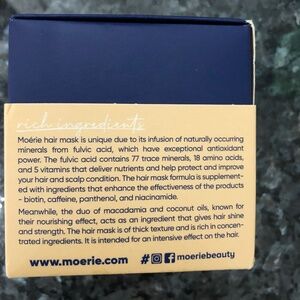 rich ingredients
Moérie hair mask is unique due to its infusion of naturally occurring
minerals from fulvic acid, which have exceptional antioxidant
power. The fulvic acid contains 77 trace minerals, 18 amino acids,
and 5 vitamins that deliver nutrients and help protect and improve
your hair and scalp condition. The hair mask formula is supplement-
ed with ingredients that enhance the effectiveness of the products
- biotin, caffeine, panthenol, and niacinamide.
Meanwhile, the duo of macadamia and coconut oils, known for
their nourishing effect, acts as an ingredient that gives hair shine
and strength. The hair mask is of thick texture and is rich in concen-
trated ingredients. It is intended for an intensive effect on the hair.
www.moerie.com # moeriebeauty